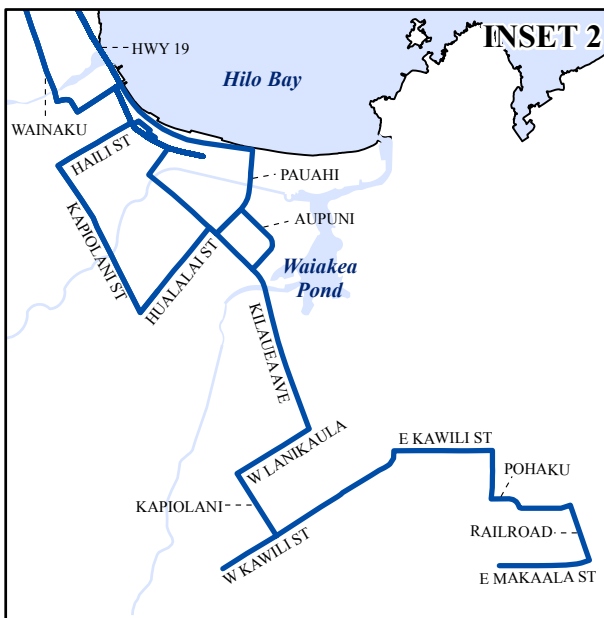 INSET 2
HWY 19
Hilo Bay
WAINAKU
HAILI ST
PAUAHI
KAPIOLANI ST
AUPUNI
HUALALAI ST
Waiakea
Pond
KILAUEA AVE
E KAWILI ST
W LANIKAULA
POHAKU
KAPIOLANI
RAILROAD
W KAWILI ST
E MAKAALA ST